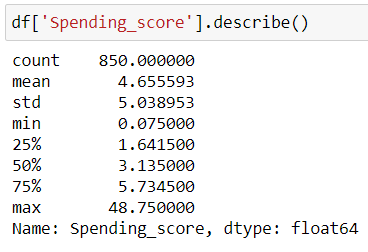 df['Spending_score'].describe()
count    850.000000
mean       4.655593
std        5.038953
min        0.075000
25%        1.641500
50%        3.135000
75%        5.734500
max       48.750000
Name: Spending_score, dtype: float64